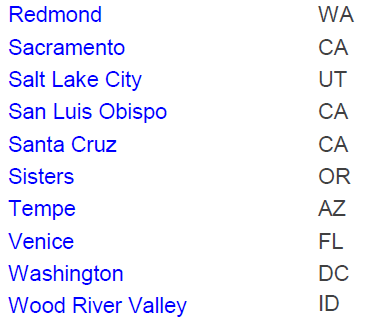 Redmond WA
Sacramento CA
Salt Lake City UT
San Luis Obispo CA
Santa Cruz CA
Sisters OR
Tempe AZ
Venice FL
Washington DC
Wood River Valley ID